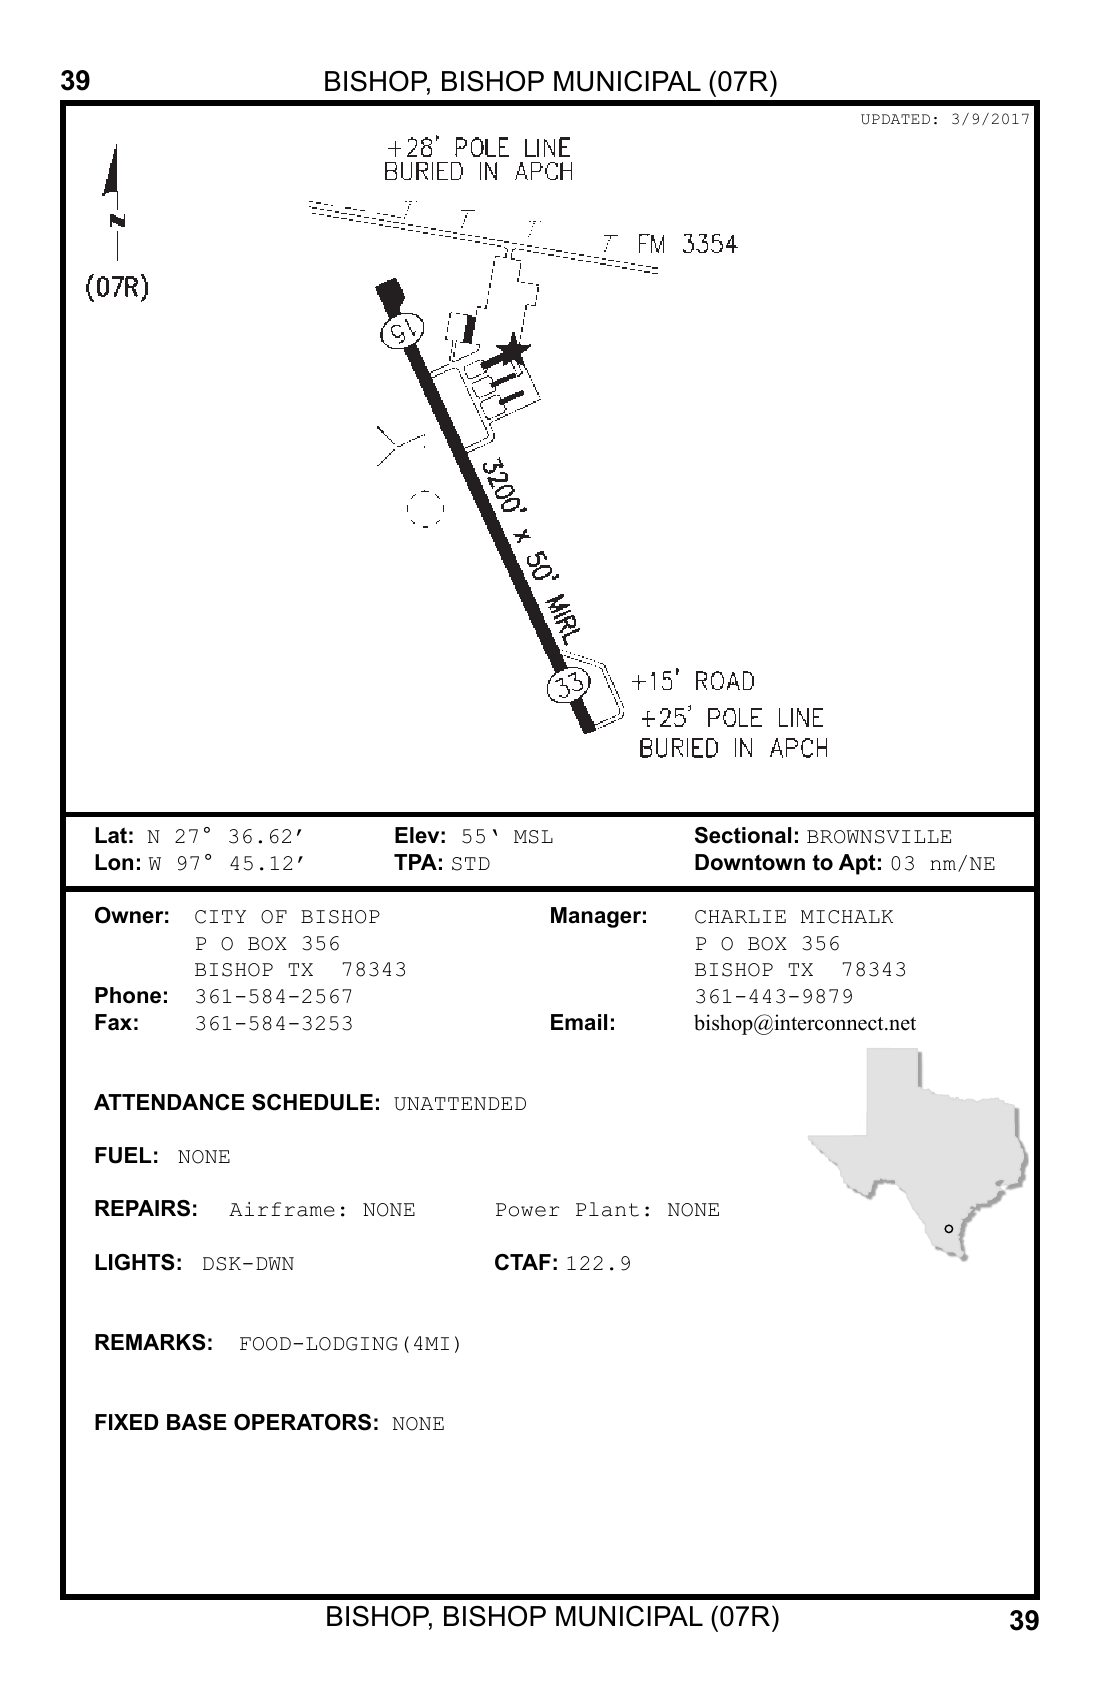 39 BISHOP, BISHOP MUNICIPAL (07R)
UPDATED: 3/9/2017
+28' POLE LINE
BURIED IN APCH
N
(07R)
FM 3354
15
3200' x 50' MIRL
33
+15' ROAD
+25' POLE LINE
BURIED IN APCH
Lat: N 27° 36.62’ Elev: 55‘ MSL Sectional: BROWNSVILLE
Lon: W 97° 45.12’ TPA: STD Downtown to Apt: 03 nm/NE
Owner: CITY OF BISHOP Manager: CHARLIE MICHALK
P O BOX 356 P O BOX 356
BISHOP TX 78343 BISHOP TX 78343
Phone: 361-584-2567 361-443-9879
Fax: 361-584-3253 Email: bishop@interconnect.net
ATTENDANCE SCHEDULE: UNATTENDED
FUEL: NONE
REPAIRS: Airframe: NONE Power Plant: NONE
LIGHTS: DSK-DWN CTAF: 122.9
REMARKS: FOOD-LODGING(4MI)
FIXED BASE OPERATORS: NONE
BISHOP, BISHOP MUNICIPAL (07R) 39